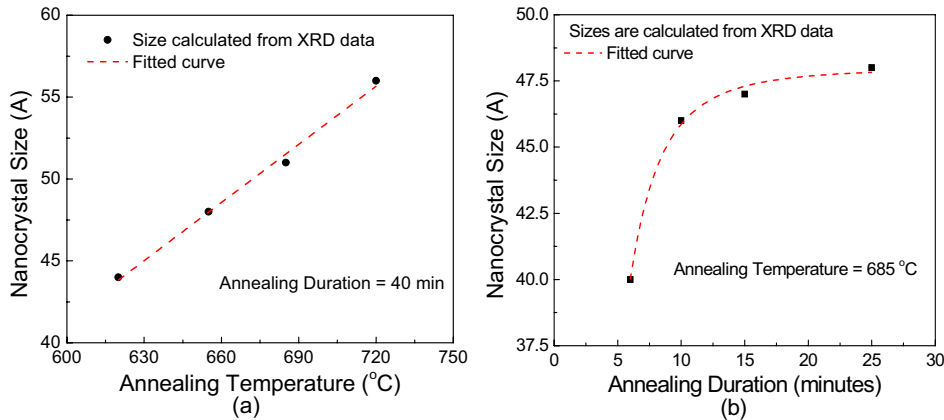 Size calculated from XRD data
Fitted curve
Annealing Duration = 40 min
Nanocrystal Size (A)
60
55
50
45
40
600
630
660
690
720
750
Annealing Temperature (°C)
(a)
Sizes are calculated from XRD data
Fitted curve
Annealing Temperature = 685 °C
Nanocrystal Size (A)
50.0
47.5
45.0
42.5
40.0
37.5
0
5
10
15
20
25
30
Annealing Duration (minutes)
(b)